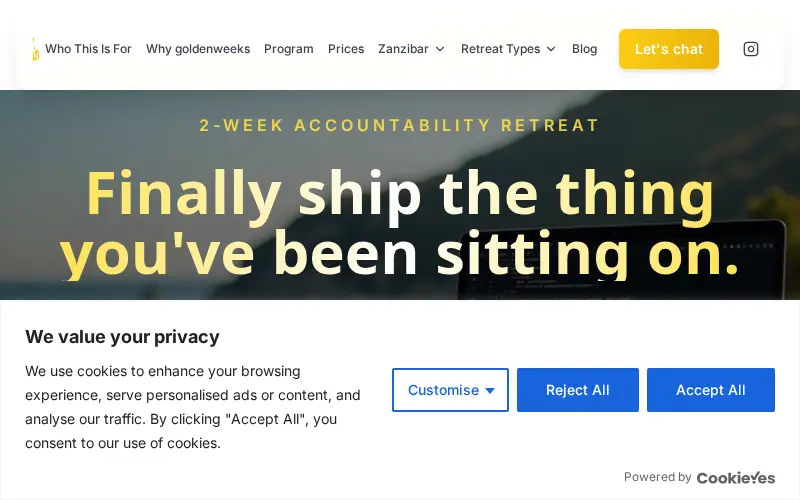 Who This Is For Why goldenweeks Program Prices Zanzibar Retreat Types Blog Let's chat
2-WEEK ACCOUNTABILITY RETREAT
Finally ship the thing
you've been sitting on.
We value your privacy
We use cookies to enhance your browsing
experience, serve personalised ads or content, and
analyse our traffic. By clicking "Accept All", you
consent to our use of cookies.
Customise Reject All Accept All
Powered by CookieYes